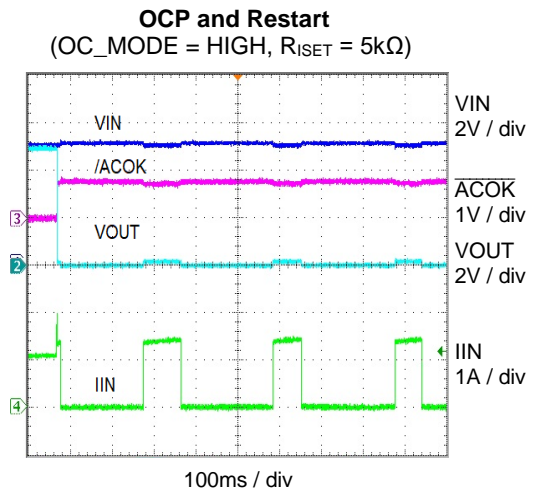 OCP and Restart
(OC_MODE = HIGH, RISET = 5kΩ)
VIN
VIN
2V / div
/ACOK
ACOK
1V / div
3
VOUT
VOUT
2V / div
2
IIN
IIN
1A / div
4
100ms / div